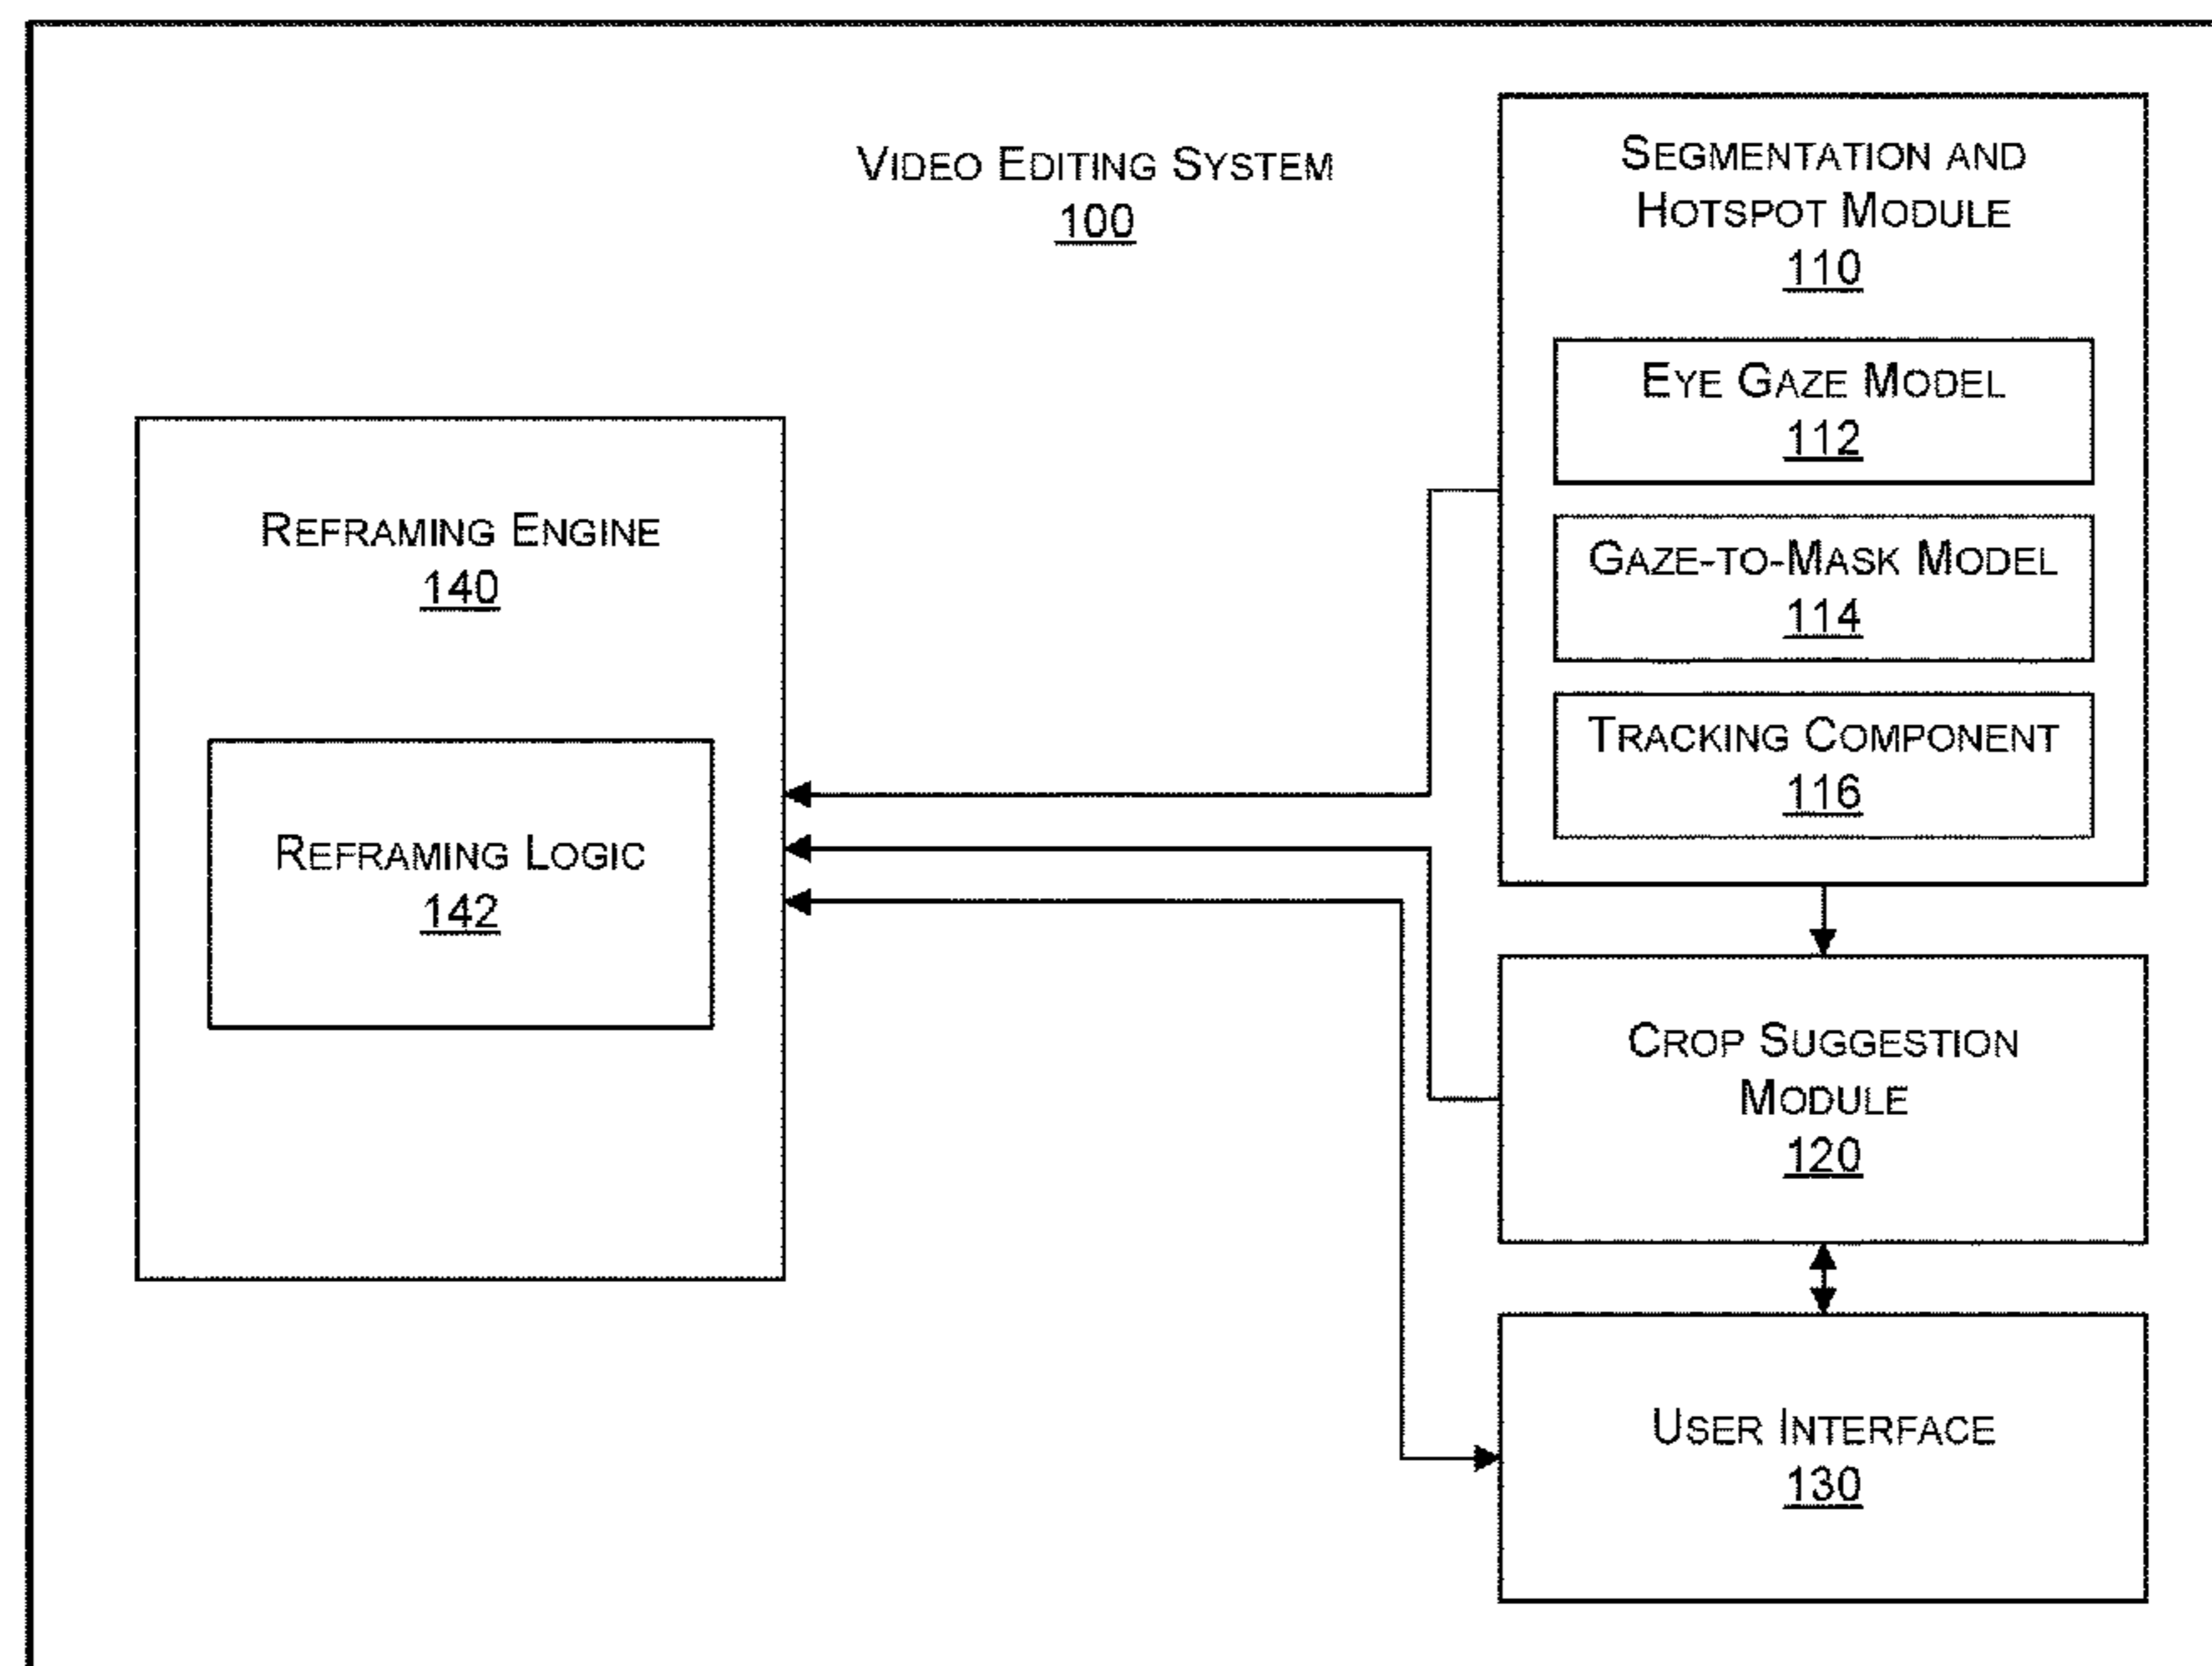 Video Editing System
100
Segmentation and
Hotspot Module
110
Eye Gaze Model
112
Gaze-to-Mask Model
114
Tracking Component
116
Reframing Engine
140
Reframing Logic
142
Crop Suggestion
Module
120
User Interface
130